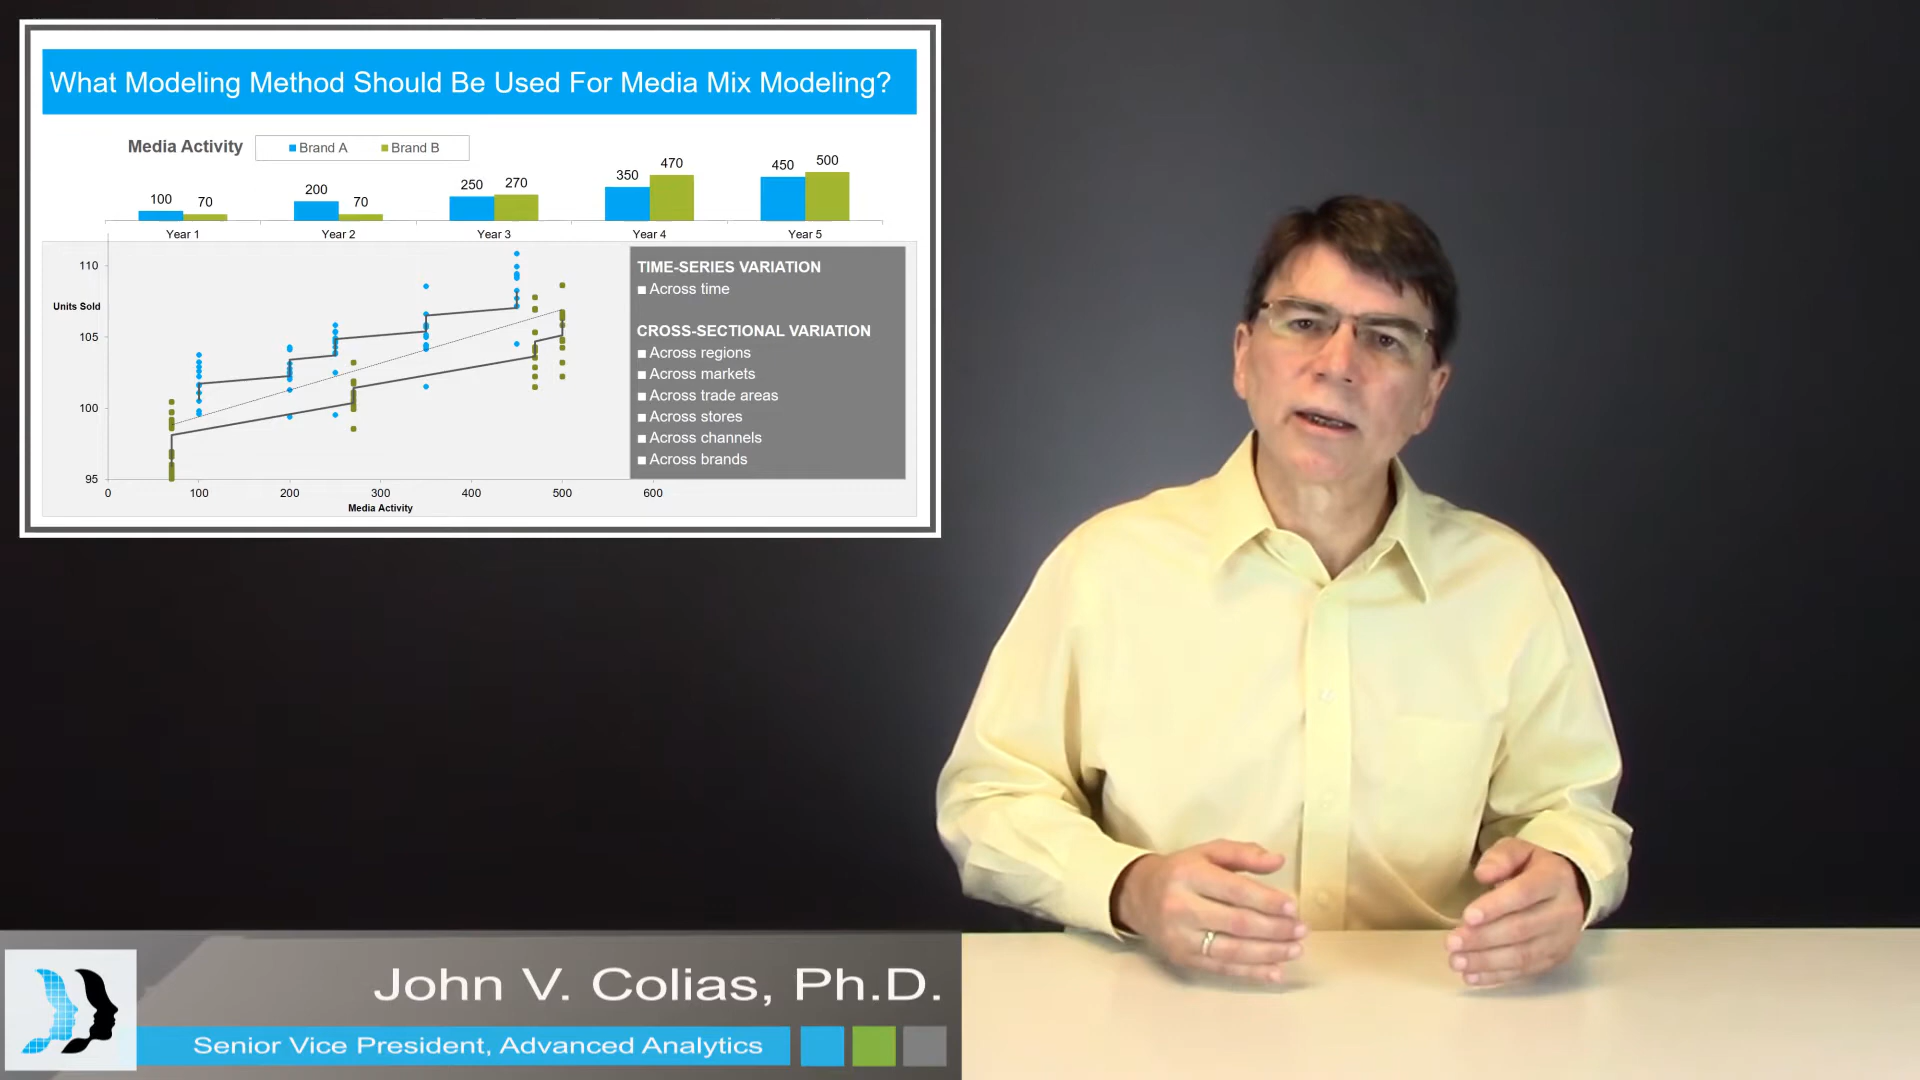 What Modeling Method Should Be Used For Media Mix Modeling?
Media Activity
Brand A Brand B
100 70 200 70 250 270 350 470 450 500
Year 1 Year 2 Year 3 Year 4 Year 5
110
Units Sold
105
100
95
0 100 200 300 400 500 600
Media Activity
TIME-SERIES VARIATION
Across time
CROSS-SECTIONAL VARIATION
Across regions
Across markets
Across trade areas
Across stores
Across channels
Across brands
John V. Colias, Ph.D.
Senior Vice President, Advanced Analytics